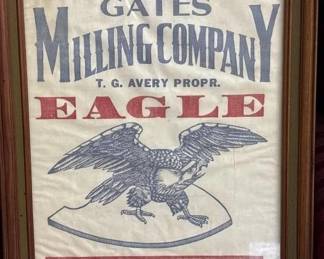 GATES
MILLING COMPANY
T. G. AVERY PROPR.
EAGLE